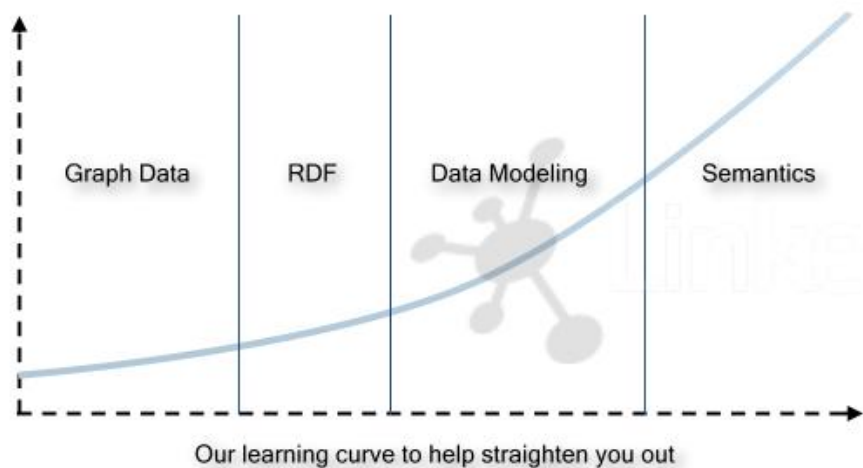 Graph Data
RDF
Data Modeling
Semantics
Our learning curve to help straighten you out